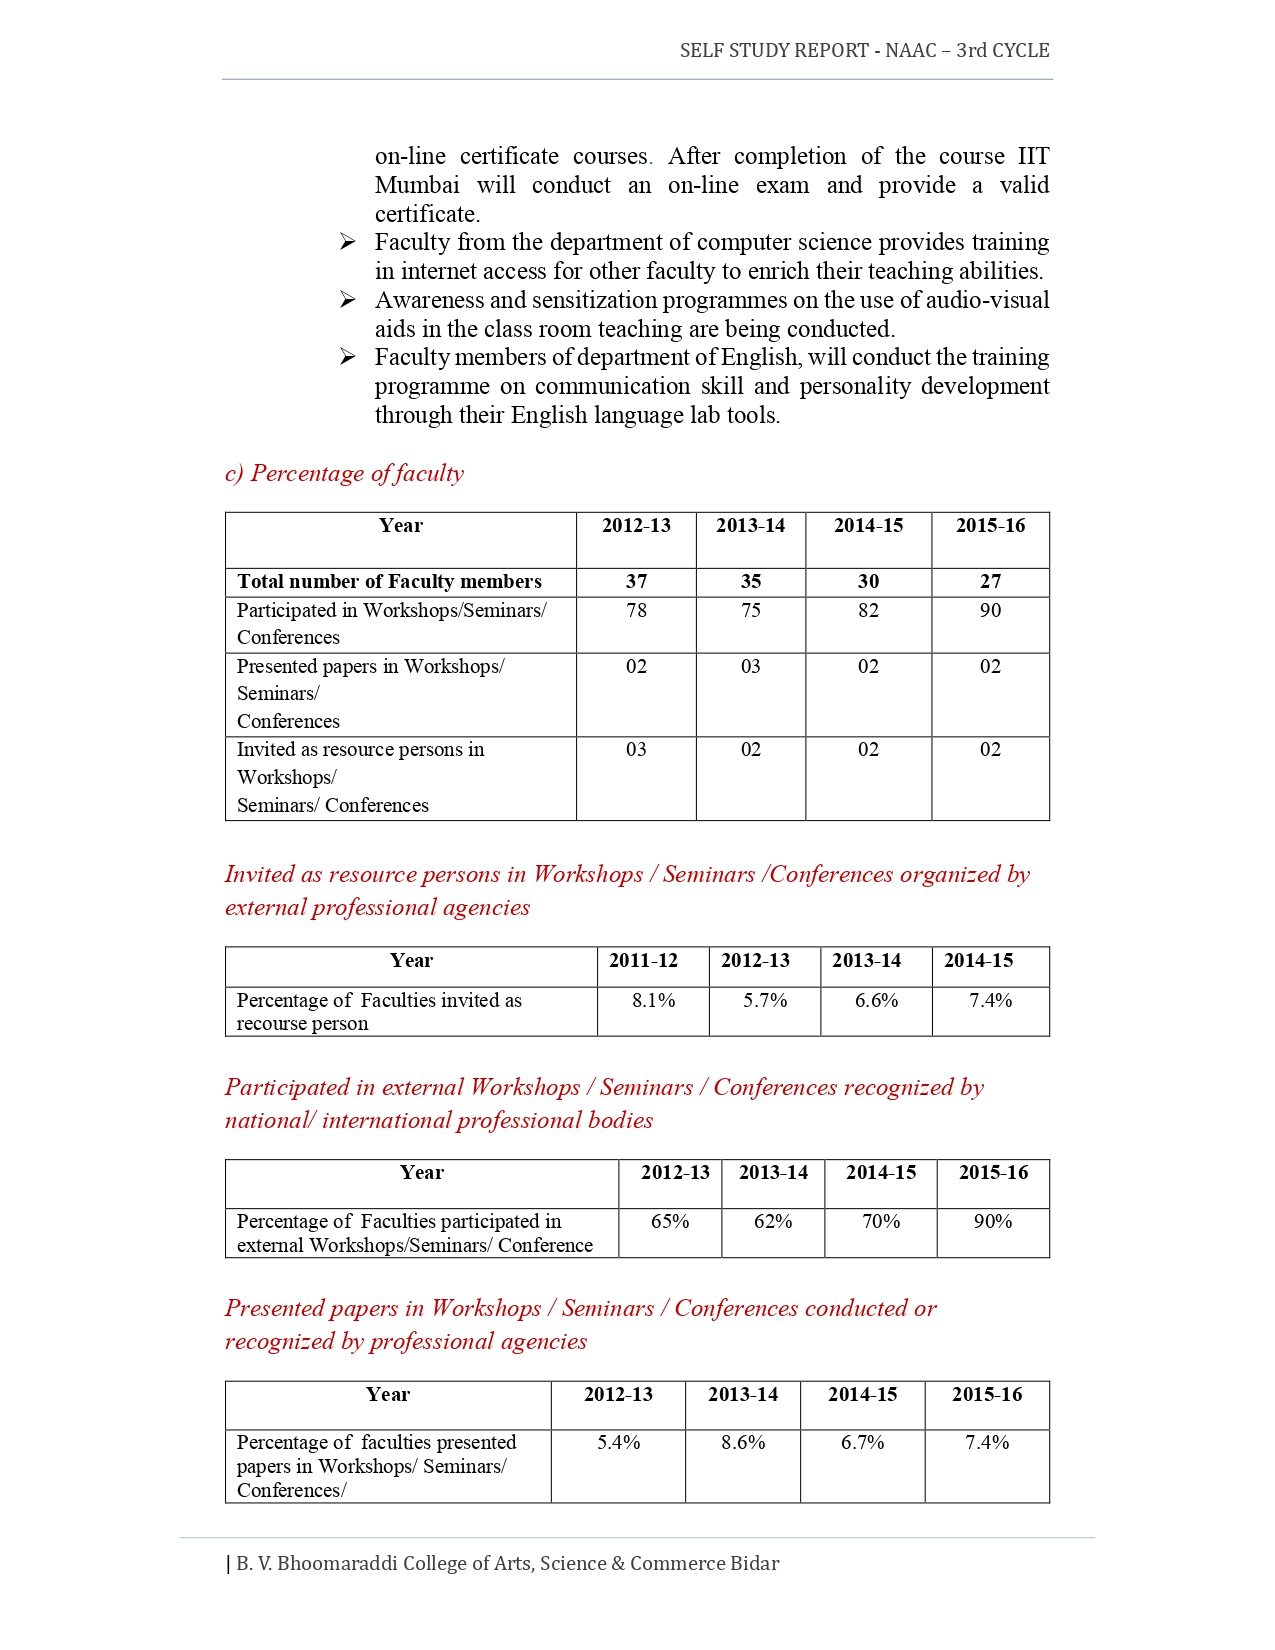 SELF STUDY REPORT - NAAC – 3rd CYCLE
on-line certificate courses. After completion of the course IIT
Mumbai will conduct an on-line exam and provide a valid
certificate.
➢ Faculty from the department of computer science provides training
in internet access for other faculty to enrich their teaching abilities.
➢ Awareness and sensitization programmes on the use of audio-visual
aids in the class room teaching are being conducted.
➢ Faculty members of department of English, will conduct the training
programme on communication skill and personality development
through their English language lab tools.
c) Percentage of faculty
Year 2012-13 2013-14 2014-15 2015-16
Total number of Faculty members 37 35 30 27
Participated in Workshops/Seminars/ 78 75 82 90
Conferences
Presented papers in Workshops/ 02 03 02 02
Seminars/
Conferences
Invited as resource persons in 03 02 02 02
Workshops/
Seminars/ Conferences
Invited as resource persons in Workshops / Seminars /Conferences organized by
external professional agencies
Year 2011-12 2012-13 2013-14 2014-15
Percentage of Faculties invited as 8.1% 5.7% 6.6% 7.4%
recourse person
Participated in external Workshops / Seminars / Conferences recognized by
national/ international professional bodies
Year 2012-13 2013-14 2014-15 2015-16
Percentage of Faculties participated in 65% 62% 70% 90%
external Workshops/Seminars/ Conference
Presented papers in Workshops / Seminars / Conferences conducted or
recognized by professional agencies
Year 2012-13 2013-14 2014-15 2015-16
Percentage of faculties presented 5.4% 8.6% 6.7% 7.4%
papers in Workshops/ Seminars/
Conferences/
| B. V. Bhoomaraddi College of Arts, Science & Commerce Bidar